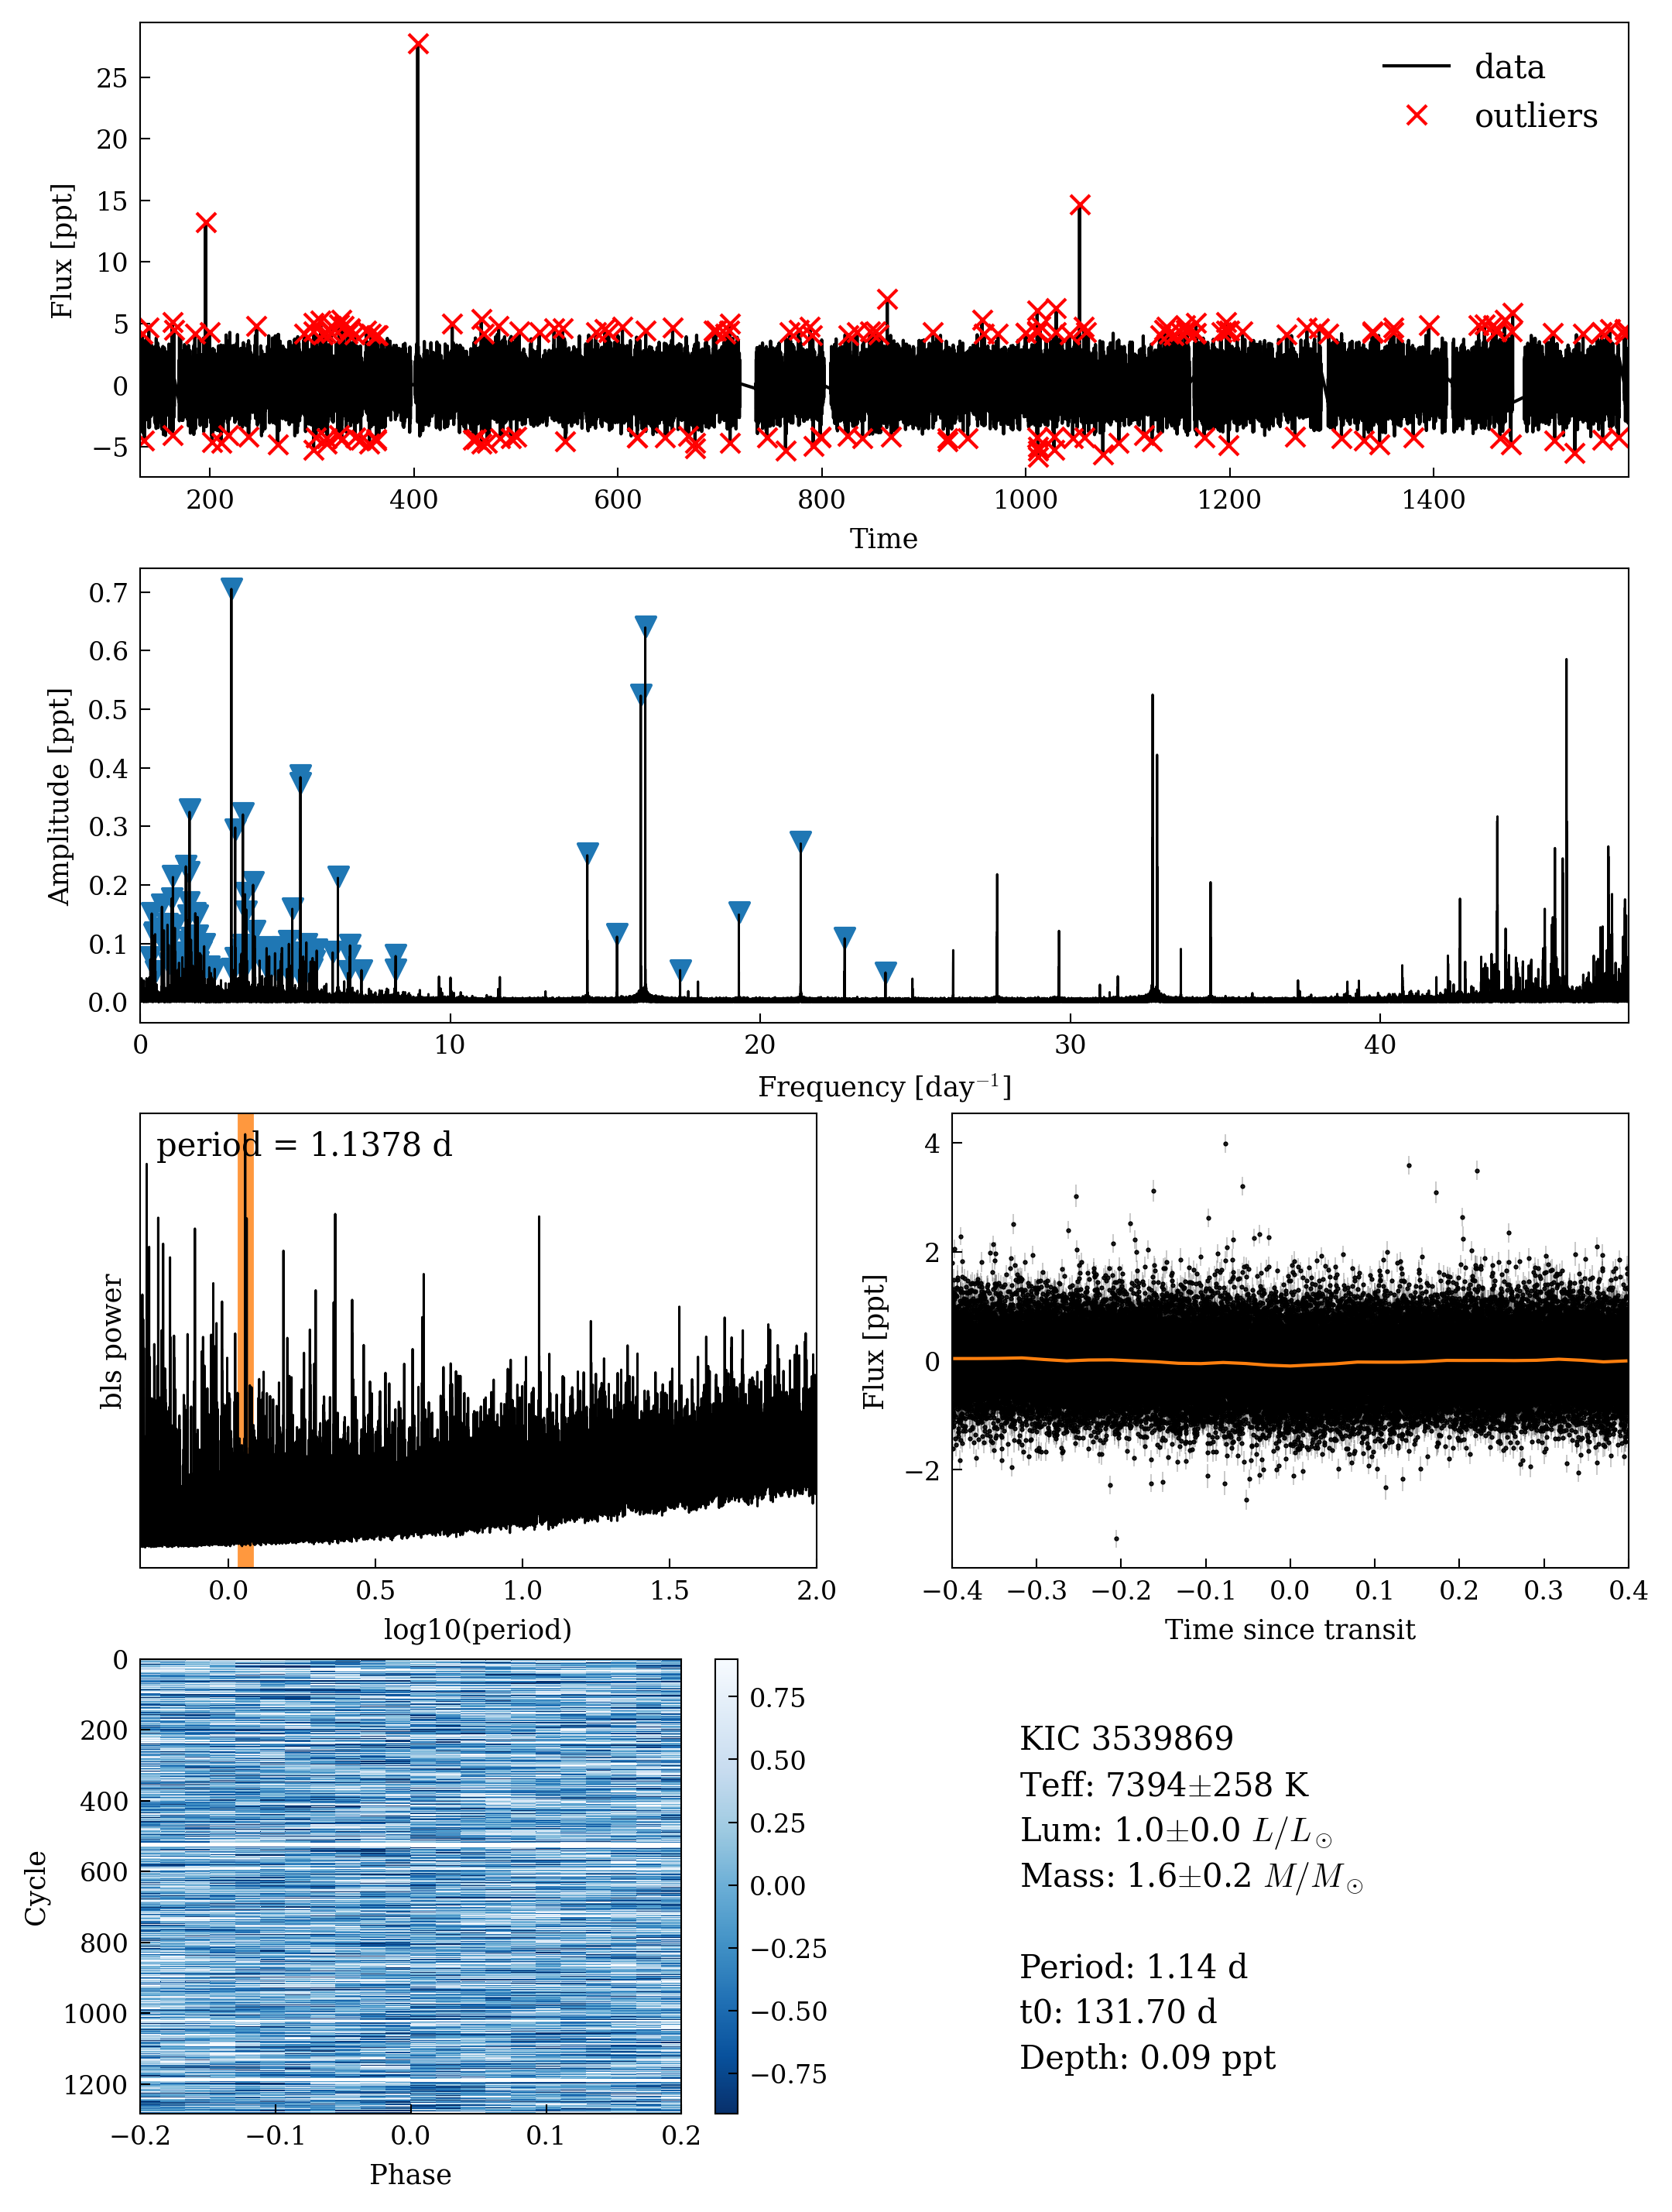 25
20
15
10
5
0
−5
Flux [ppt]
data
outliers
200 400 600 800 1000 1200 1400
Time
0.7
0.6
0.5
0.4
0.3
0.2
0.1
0.0
Amplitude [ppt]
0 10 20 30 40
Frequency [day⁻¹]
period = 1.1378 d
bls power
0.0 0.5 1.0 1.5 2.0
log10(period)
4
2
0
−2
Flux [ppt]
−0.4 −0.3 −0.2 −0.1 0.0 0.1 0.2 0.3 0.4
Time since transit
0
200
400
600
800
1000
1200
Cycle
−0.2 −0.1 0.0 0.1 0.2
Phase
0.75
0.50
0.25
0.00
−0.25
−0.50
−0.75
KIC 3539869
Teff: 7394±258 K
Lum: 1.0±0.0 L/L⊙
Mass: 1.6±0.2 M/M⊙
Period: 1.14 d
t0: 131.70 d
Depth: 0.09 ppt